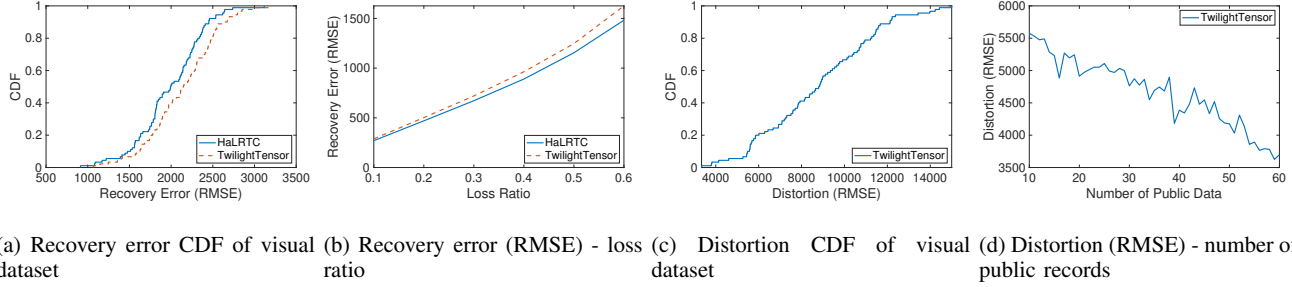 1
0.8
0.6
0.4
0.2
0
CDF
HaLRTC
TwilightTensor
500 1000 1500 2000 2500 3000 3500
Recovery Error (RMSE)
1500
1000
500
Recovery Error (RMSE)
HaLRTC
TwilightTensor
0.1 0.2 0.3 0.4 0.5 0.6
Loss Ratio
1
0.8
0.6
0.4
0.2
0
CDF
TwilightTensor
4000 6000 8000 10000 12000 14000
Distortion (RMSE)
6000
5500
5000
4500
4000
3500
Distortion (RMSE)
TwilightTensor
10 20 30 40 50 60
Number of Public Data
(a) Recovery error CDF of visual
dataset
(b) Recovery error (RMSE) - loss
ratio
(c) Distortion CDF of visual
dataset
(d) Distortion (RMSE) - number of
public records